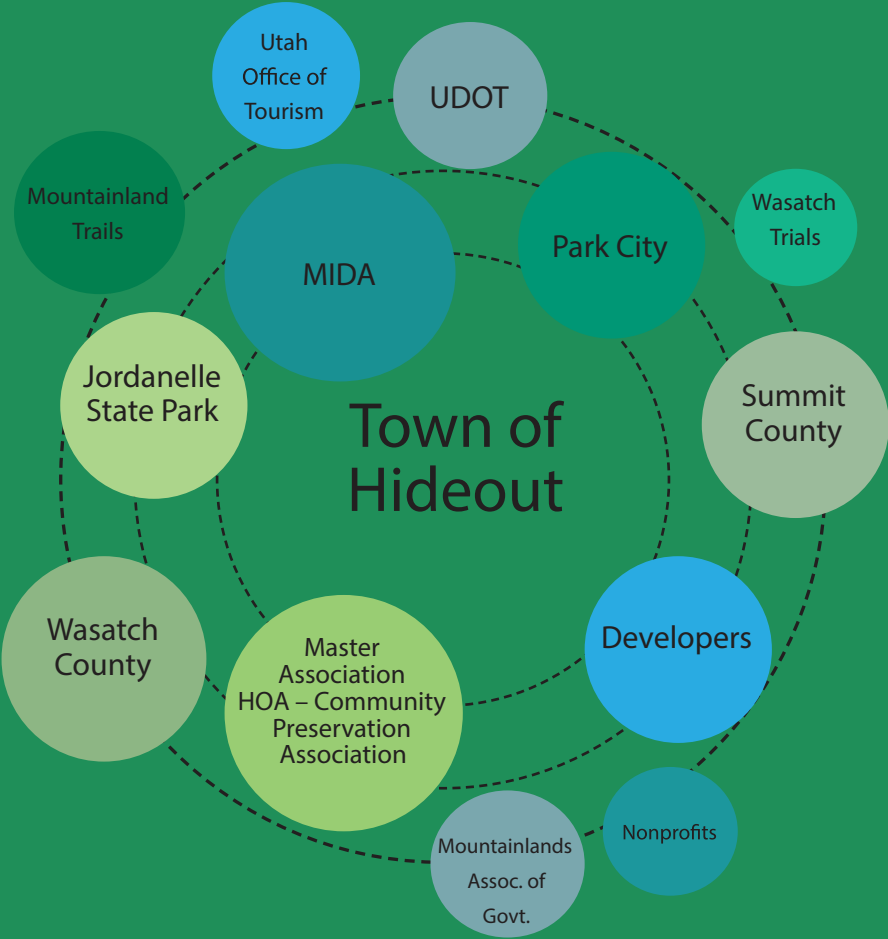 Utah
Office of
Tourism
UDOT
Mountainland
Trails
Wasatch
Trials
MIDA
Park City
Jordanelle
State Park
Summit
County
Town of
Hideout
Wasatch
County
Master
Association
HOA – Community
Preservation
Association
Developers
Mountainlands
Assoc. of
Govt.
Nonprofits